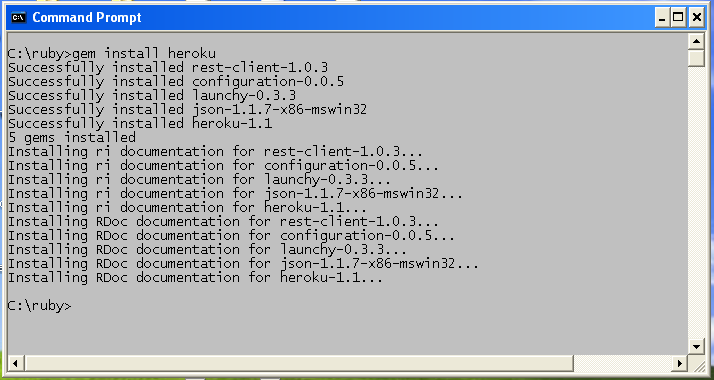 Command Prompt
C:\ruby>gem install heroku
Successfully installed rest-client-1.0.3
Successfully installed configuration-0.0.5
Successfully installed launchy-0.3.3
Successfully installed json-1.1.7-x86-mswin32
Successfully installed heroku-1.1
5 gems installed
Installing ri documentation for rest-client-1.0.3...
Installing ri documentation for configuration-0.0.5...
Installing ri documentation for launchy-0.3.3...
Installing ri documentation for json-1.1.7-x86-mswin32...
Installing ri documentation for heroku-1.1...
Installing RDoc documentation for rest-client-1.0.3...
Installing RDoc documentation for configuration-0.0.5...
Installing RDoc documentation for launchy-0.3.3...
Installing RDoc documentation for json-1.1.7-x86-mswin32...
Installing RDoc documentation for heroku-1.1...
C:\ruby>